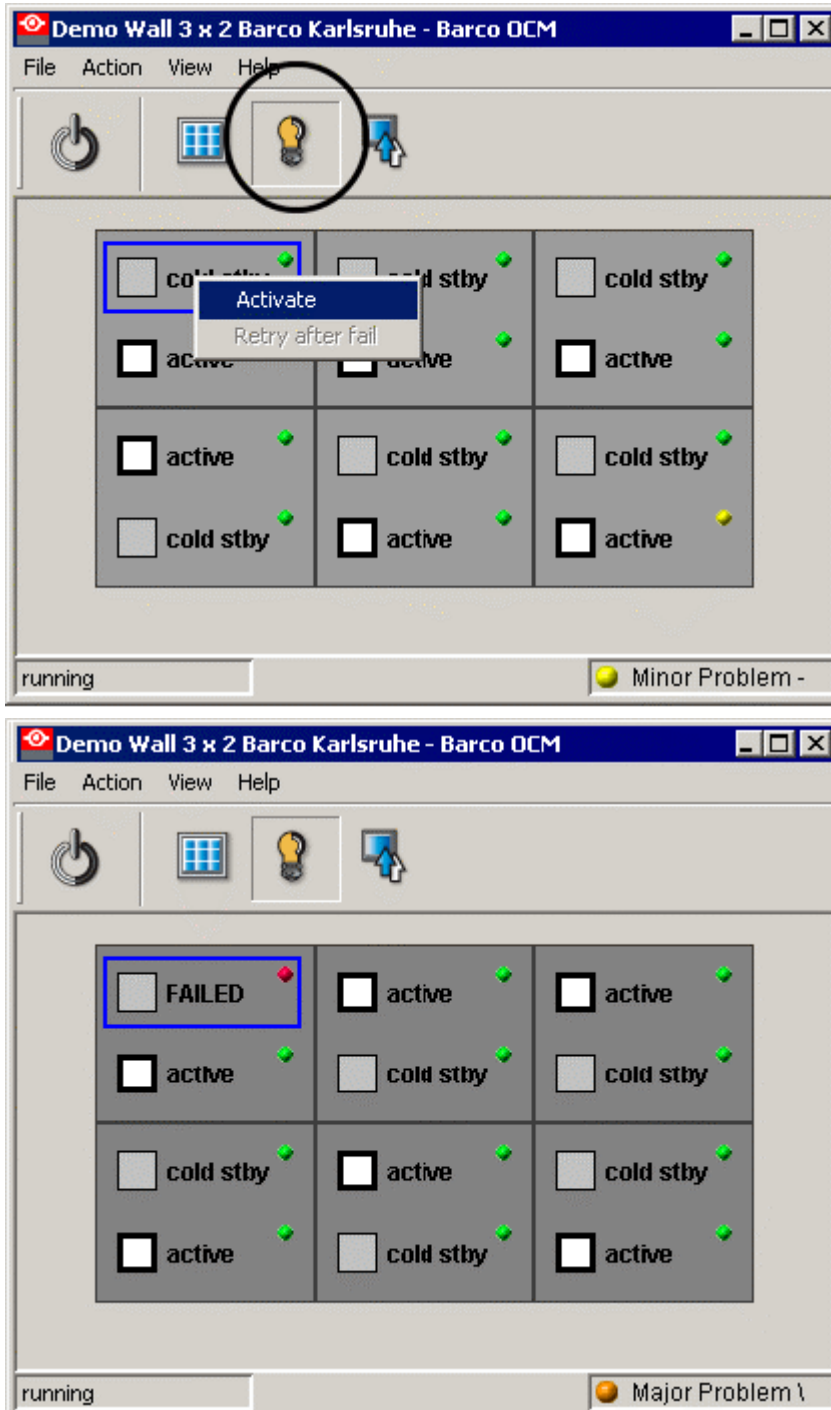 Demo Wall 3 x 2 Barco Karlsruhe - Barco OCM
File Action View Help
cold stby cold stby
Activate
Retry after fail
active active active
active cold stby cold stby
cold stby active active
running Minor Problem -
Demo Wall 3 x 2 Barco Karlsruhe - Barco OCM
File Action View Help
FAILED active active
active cold stby cold stby
cold stby active cold stby
active cold stby active
running Major Problem \